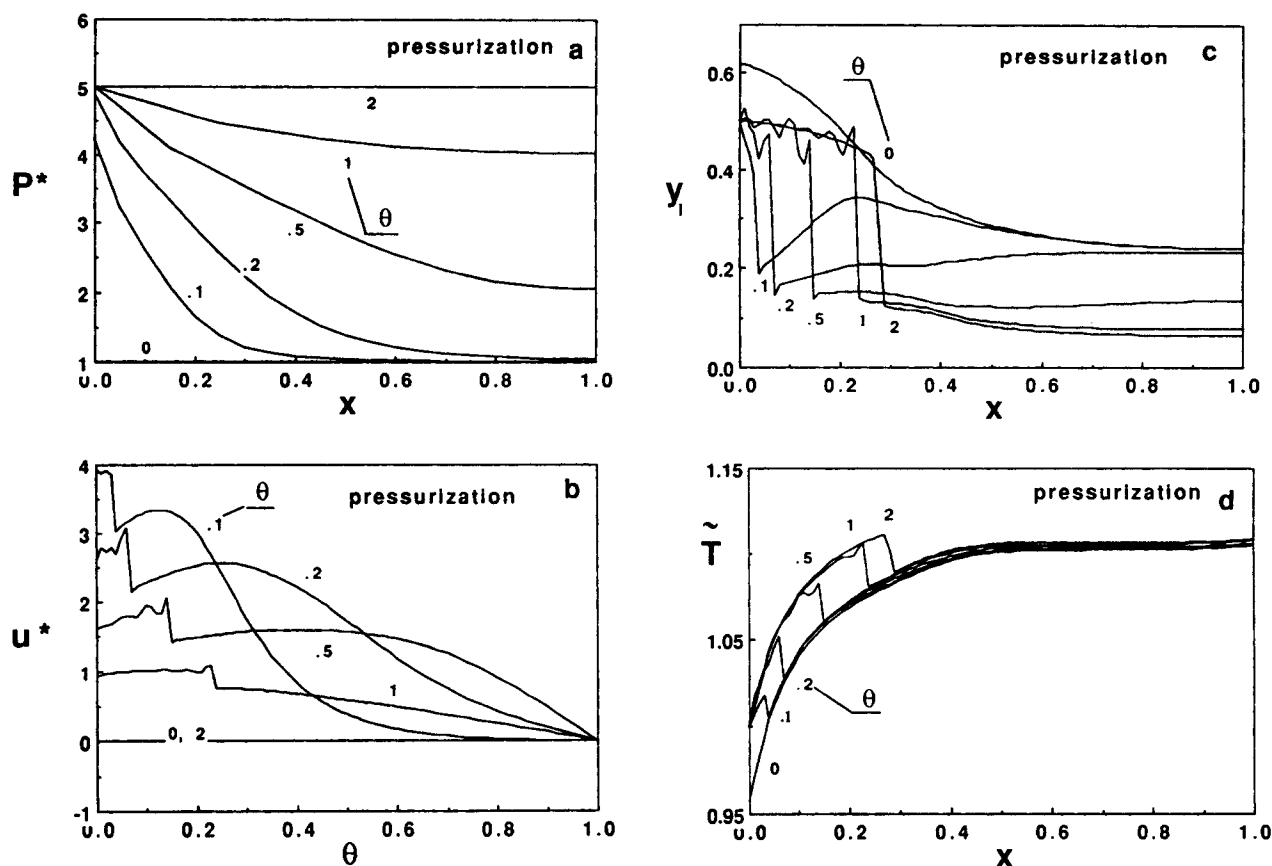 pressurization a
6
5
4
3
2
1
P*
2
1
θ
.5
.2
.1
0
0.0 0.2 0.4 0.6 0.8 1.0
x
pressurization b
4
3
2
1
0
-1
u*
θ
.1
.2
.5
1
0, 2
0.0 0.2 0.4 0.6 0.8 1.0
θ
pressurization c
0.6
0.4
0.2
0.0
yI
θ
0
.1 .2 .5 1 2
0.0 0.2 0.4 0.6 0.8 1.0
x
pressurization d
1.15
1.05
0.95
T̃
2
1
.5
.2 θ
.1
0
0.0 0.2 0.4 0.6 0.8 1.0
x